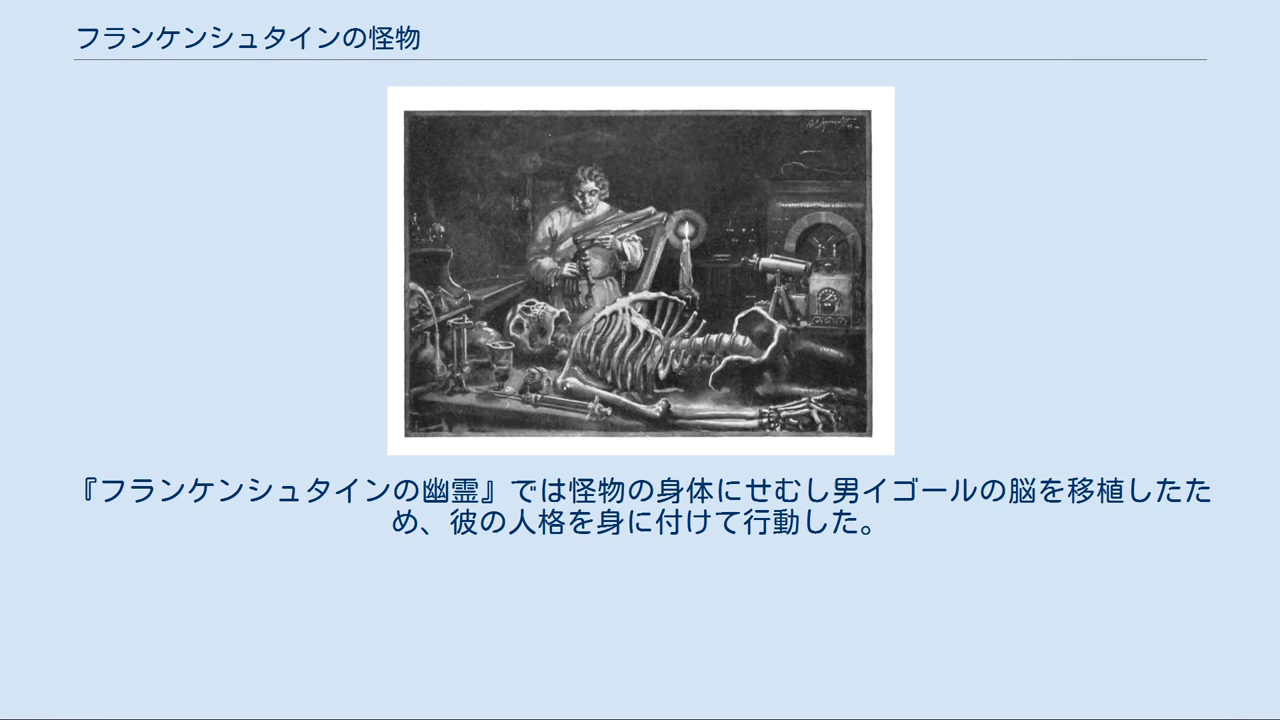 フランケンシュタインの怪物
『フランケンシュタインの幽霊』では怪物の身体にせむし男イゴールの脳を移植したた
め、彼の人格を身に付けて行動した。